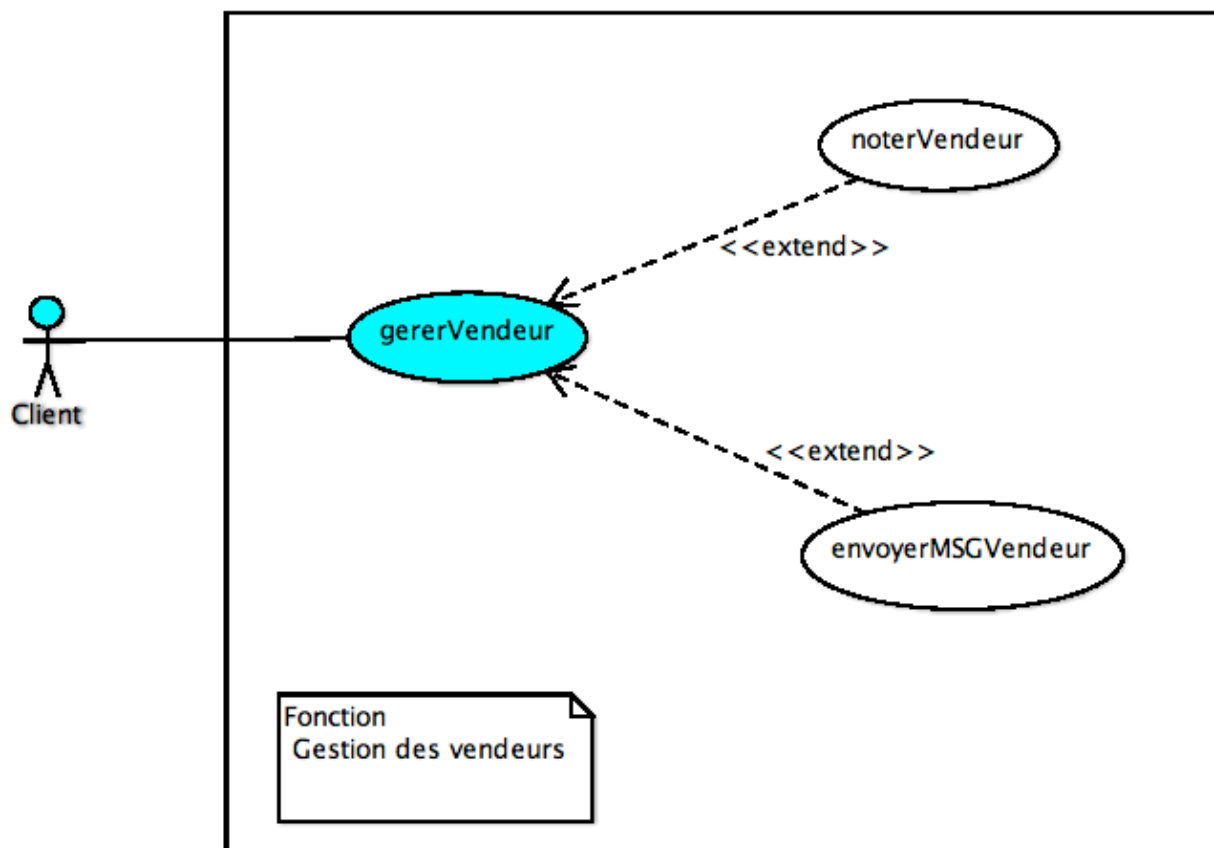 noterVendeur
<<extend>>
gererVendeur
Client
<<extend>>
envoyerMSGVendeur
Fonction
Gestion des vendeurs